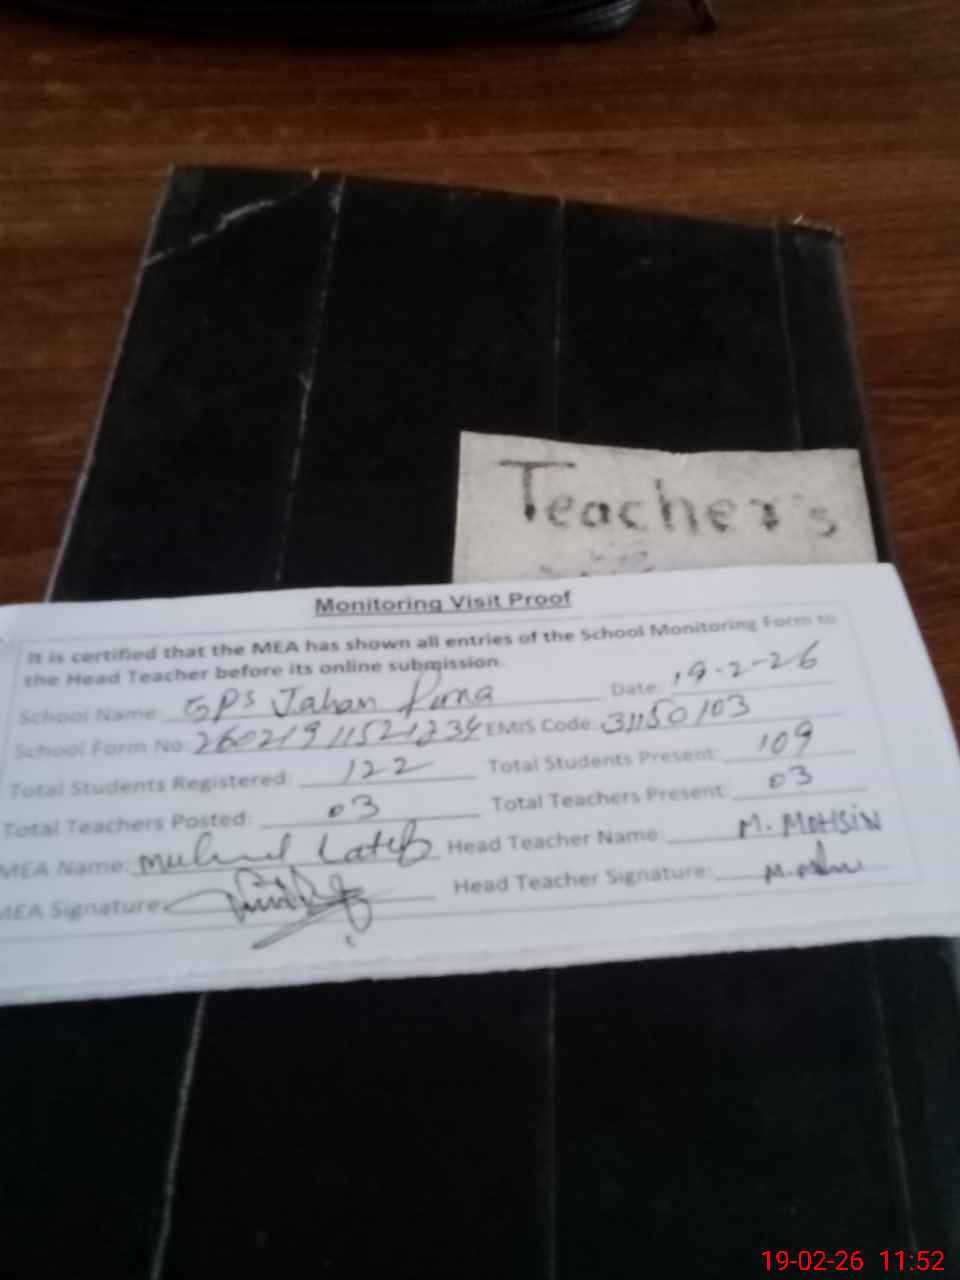 Teacher's
Monitoring Visit Proof
It is certified that the MEA has shown all entries of the School Monitoring Form to
the Head Teacher before its online submission.
School Name: GPS Jahan Purna Date: 19-2-26
School Form No: 26021911521234 EMIS Code: 31150103
Total Students Registered: 122 Total Students Present: 109
Total Teachers Posted: 03 Total Teachers Present: 03
MEA Name: Lateef Head Teacher Name: M. MOHSIN
MEA Signature: Head Teacher Signature:
19-02-26 11:52